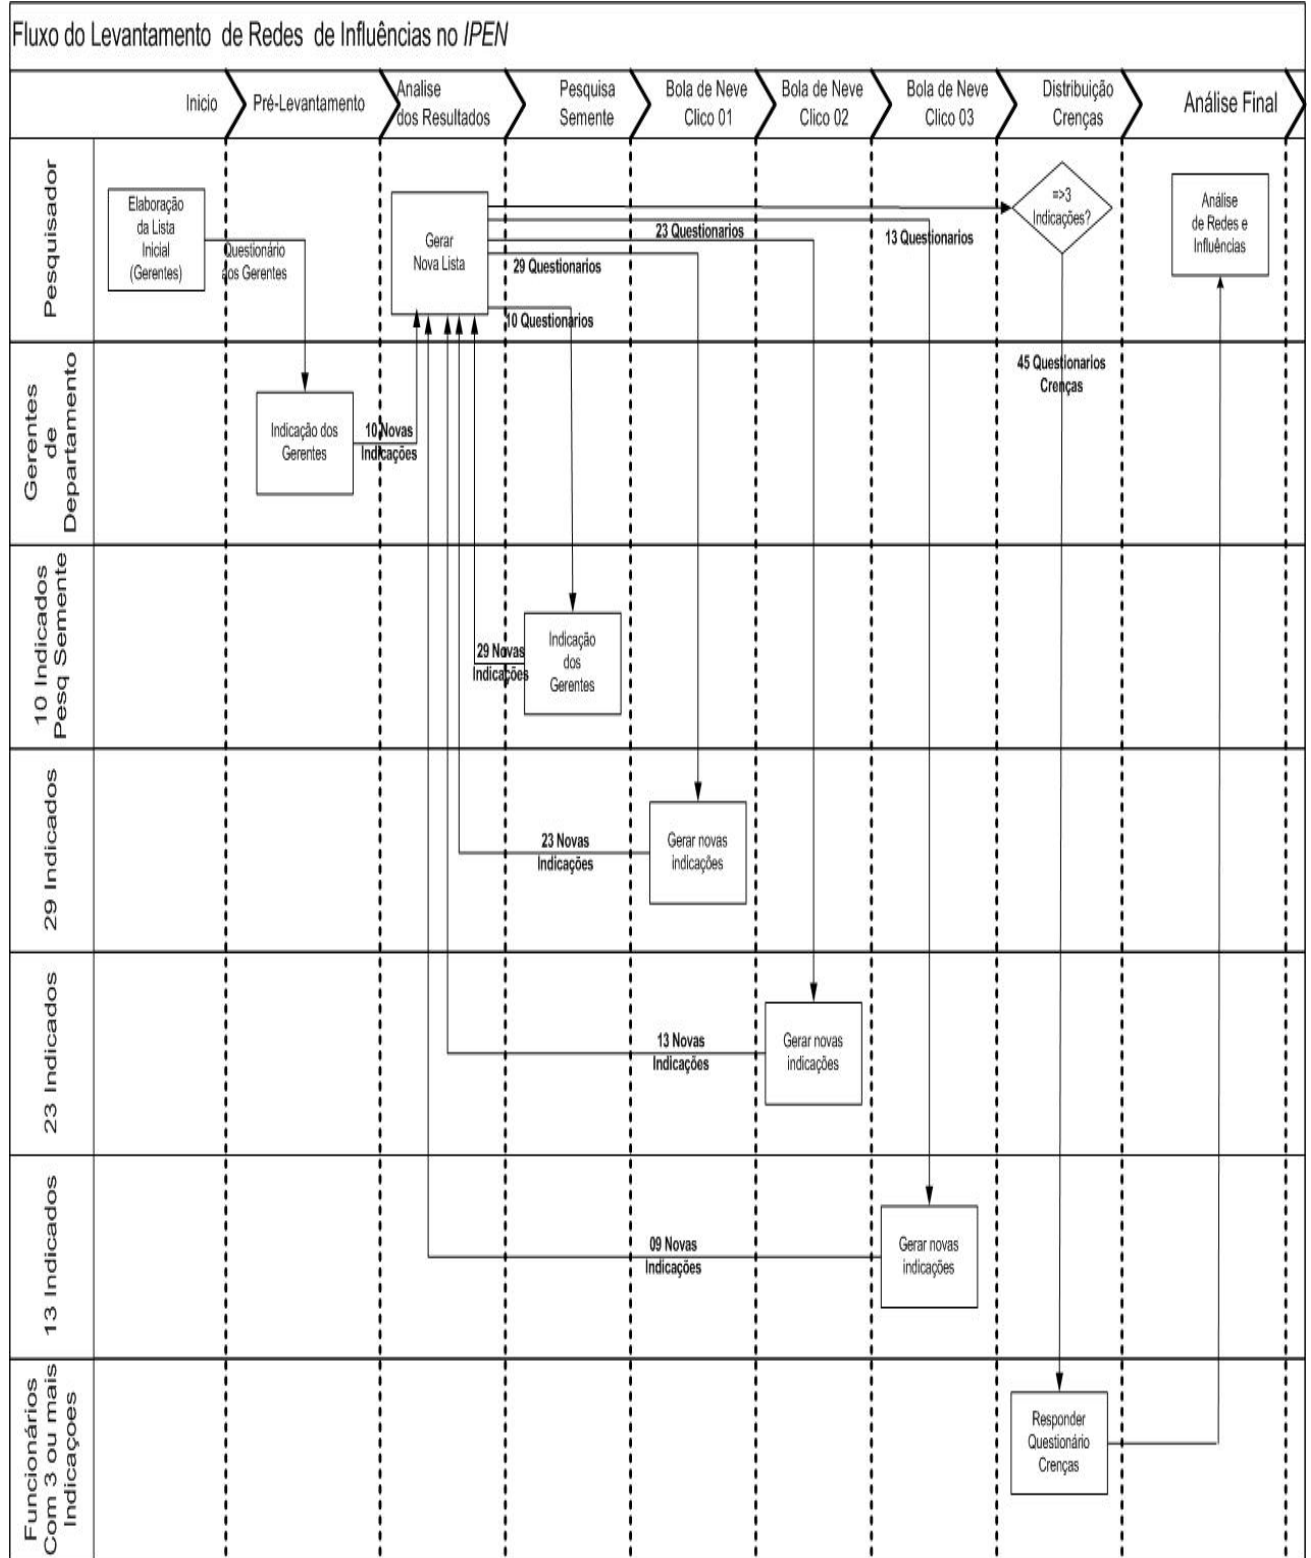 Fluxo do Levantamento de Redes de Influências no IPEN
Inicio
Pré-Levantamento
Analise
dos Resultados
Pesquisa
Semente
Bola de Neve
Clico 01
Bola de Neve
Clico 02
Bola de Neve
Clico 03
Distribuição
Crenças
Análise Final
Pesquisador
Elaboração
da Lista
Inicial
(Gerentes)
Questionário
aos Gerentes
Gerar
Nova Lista
23 Questionarios
29 Questionarios
10 Questionarios
13 Questionarios
=>3
Indicações?
Análise
de Redes e
Influências
Gerentes
de
Departamento
Indicação dos
Gerentes
10 Novas
Indicações
45 Questionarios
Crenças
10 Indicados
Pesq Semente
29 Novas
Indicações
Indicação
dos
Gerentes
29 Indicados
23 Novas
Indicações
Gerar novas
indicações
23 Indicados
13 Novas
Indicações
Gerar novas
indicações
13 Indicados
09 Novas
Indicações
Gerar novas
indicações
Funcionários
Com 3 ou mais
Indicaçoes
Responder
Questionário
Crenças